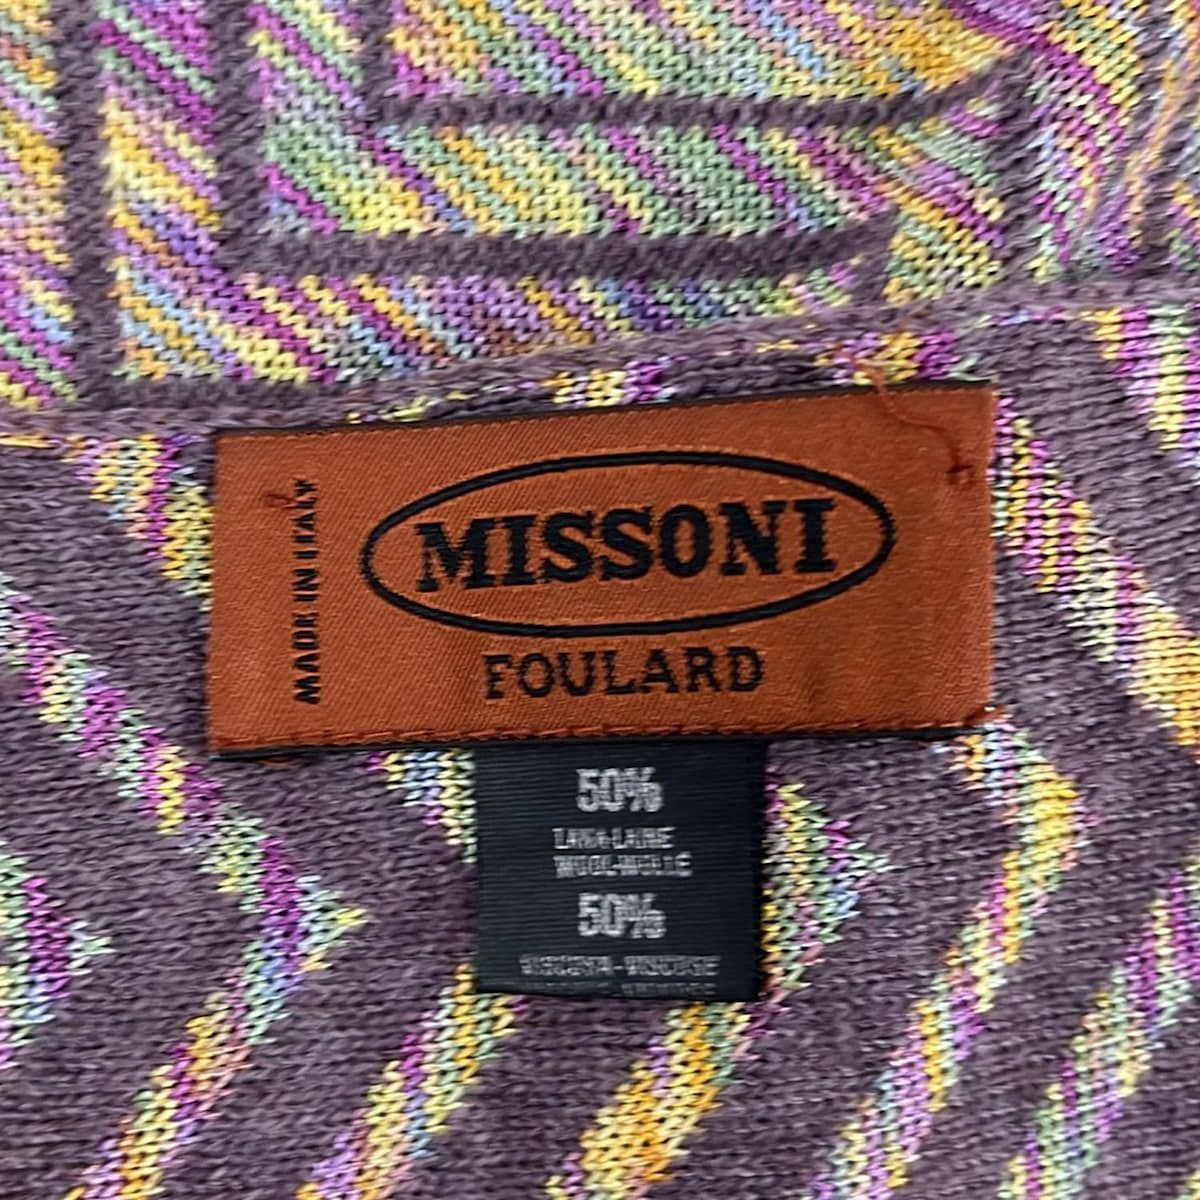 MADE IN ITALY
MISSONI
FOULARD
50%
LANA-LAINE
WOOL-WOLLE
50%
VISCOSA-VISCOSE